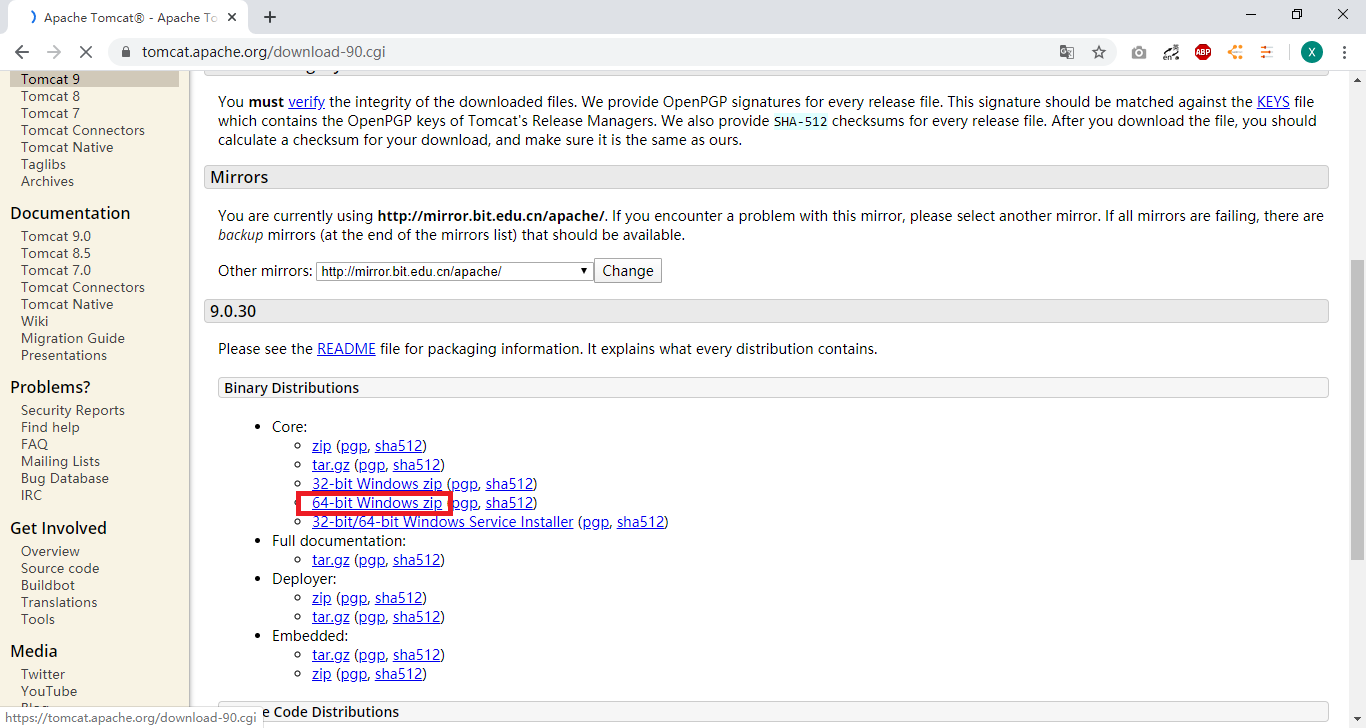 Apache Tomcat® - Apache To
tomcat.apache.org/download-90.cgi
en
ABP
X
Tomcat 9
Tomcat 8
Tomcat 7
Tomcat Connectors
Tomcat Native
Taglibs
Archives
Documentation
Tomcat 9.0
Tomcat 8.5
Tomcat 7.0
Tomcat Connectors
Tomcat Native
Wiki
Migration Guide
Presentations
Problems?
Security Reports
Find help
FAQ
Mailing Lists
Bug Database
IRC
Get Involved
Overview
Source code
Buildbot
Translations
Tools
Media
Twitter
YouTube
https://tomcat.apache.org/download-90.cgi
You must verify the integrity of the downloaded files. We provide OpenPGP signatures for every release file. This signature should be matched against the KEYS file
which contains the OpenPGP keys of Tomcat's Release Managers. We also provide SHA-512 checksums for every release file. After you download the file, you should
calculate a checksum for your download, and make sure it is the same as ours.
Mirrors
You are currently using http://mirror.bit.edu.cn/apache/. If you encounter a problem with this mirror, please select another mirror. If all mirrors are failing, there are
backup mirrors (at the end of the mirrors list) that should be available.
Other mirrors: http://mirror.bit.edu.cn/apache/ Change
9.0.30
Please see the README file for packaging information. It explains what every distribution contains.
Binary Distributions
Core:
zip (pgp, sha512)
tar.gz (pgp, sha512)
32-bit Windows zip (pgp, sha512)
64-bit Windows zip (pgp, sha512)
32-bit/64-bit Windows Service Installer (pgp, sha512)
Full documentation:
tar.gz (pgp, sha512)
Deployer:
zip (pgp, sha512)
tar.gz (pgp, sha512)
Embedded:
tar.gz (pgp, sha512)
zip (pgp, sha512)
Code Distributions